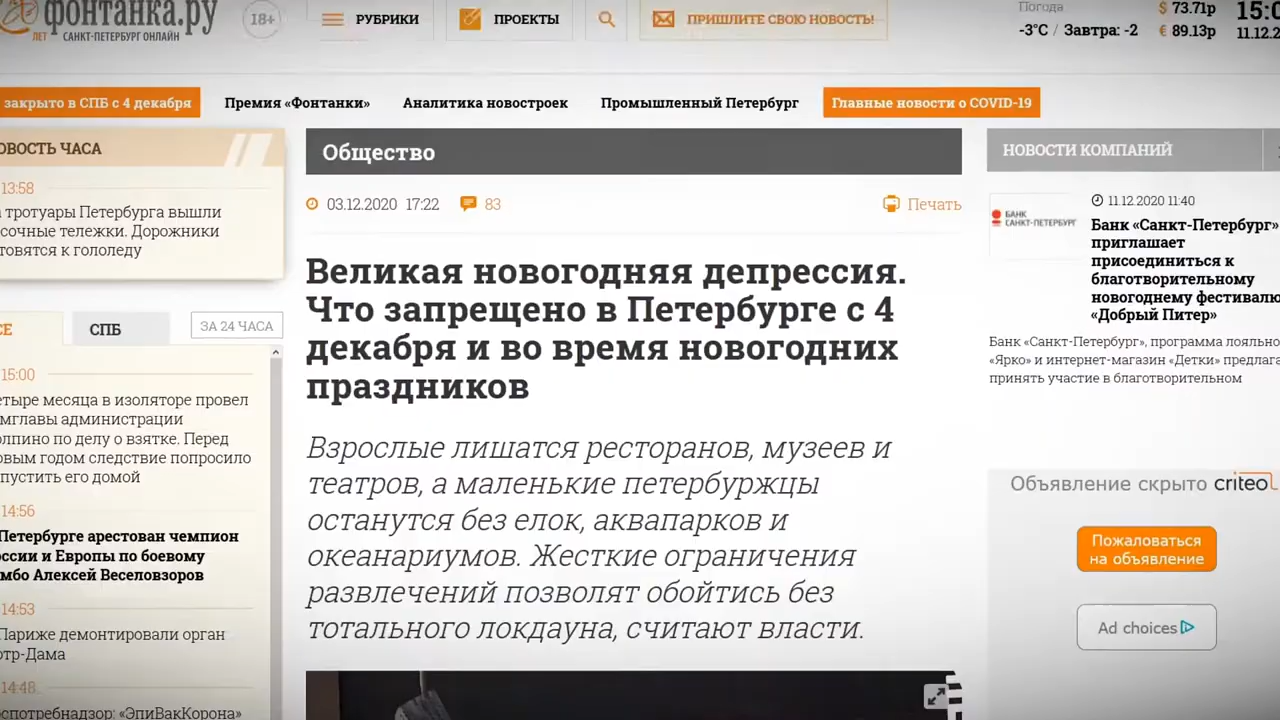 фонтанка.ру
ЛЕТ
САНКТ-ПЕТЕРБУРГ ОНЛАЙН
18+
РУБРИКИ
ПРОЕКТЫ
ПРИШЛИТЕ СВОЮ НОВОСТЬ!
Погода
-3°C / Завтра: -2
$ 73.71р
€ 89.13р
15:0
11.12.2
закрыто в СПБ с 4 декабря
Премия «Фонтанки»
Аналитика новостроек
Промышленный Петербург
Главные новости о COVID-19
ОВОСТЬ ЧАСА
13:58
тротуары Петербурга вышли
сочные тележки. Дорожники
товятся к гололеду
СЕ
СПБ
ЗА 24 ЧАСА
15:00
етыре месяца в изоляторе провел
мглавы администрации
олпино по делу о взятке. Перед
овым годом следствие попросило
пустить его домой
14:56
Петербурге арестован чемпион
оссии и Европы по боевому
мбо Алексей Веселовзоров
14:53
Париже демонтировали орган
отр-Дама
14:48
оспотребнадзор: «ЭпиВакКорона»
Общество
03.12.2020 17:22
83
Печать
Великая новогодняя депрессия.
Что запрещено в Петербурге с 4
декабря и во время новогодних
праздников
Взрослые лишатся ресторанов, музеев и
театров, а маленькие петербуржцы
останутся без елок, аквапарков и
океанариумов. Жесткие ограничения
развлечений позволят обойтись без
тотального локдауна, считают власти.
НОВОСТИ КОМПАНИЙ
БАНК
САНКТ-ПЕТЕРБУРГ
11.12.2020 11:40
Банк «Санкт-Петербург»
приглашает
присоединиться к
благотворительному
новогоднему фестивалю
«Добрый Питер»
Банк «Санкт-Петербург», программа лояльно
«Ярко» и интернет-магазин «Детки» предлага
принять участие в благотворительном
Объявление скрыто criteo
Пожаловаться
на объявление
Ad choices